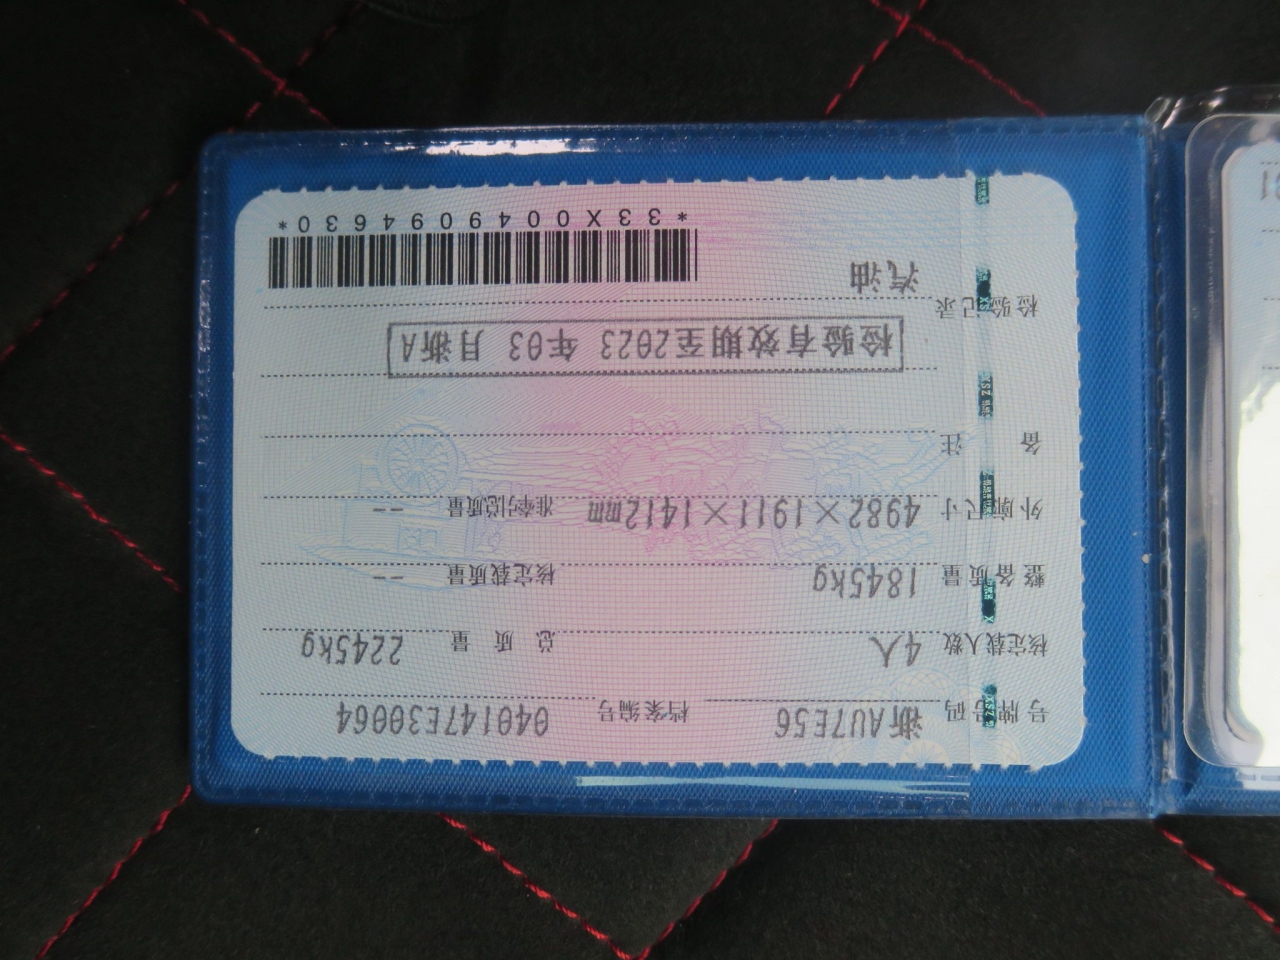 号牌号码 浙AU7E56 档案编号 040147E30064
核定载人数 4人 总质量 2245kg
整备质量 1845kg 核定载质量 --
外廓尺寸 4982×1911×1412mm 准牵引总质量 --
备注
检验有效期至2023 年03 月浙A
检验记录
汽油
*33X00049094630*